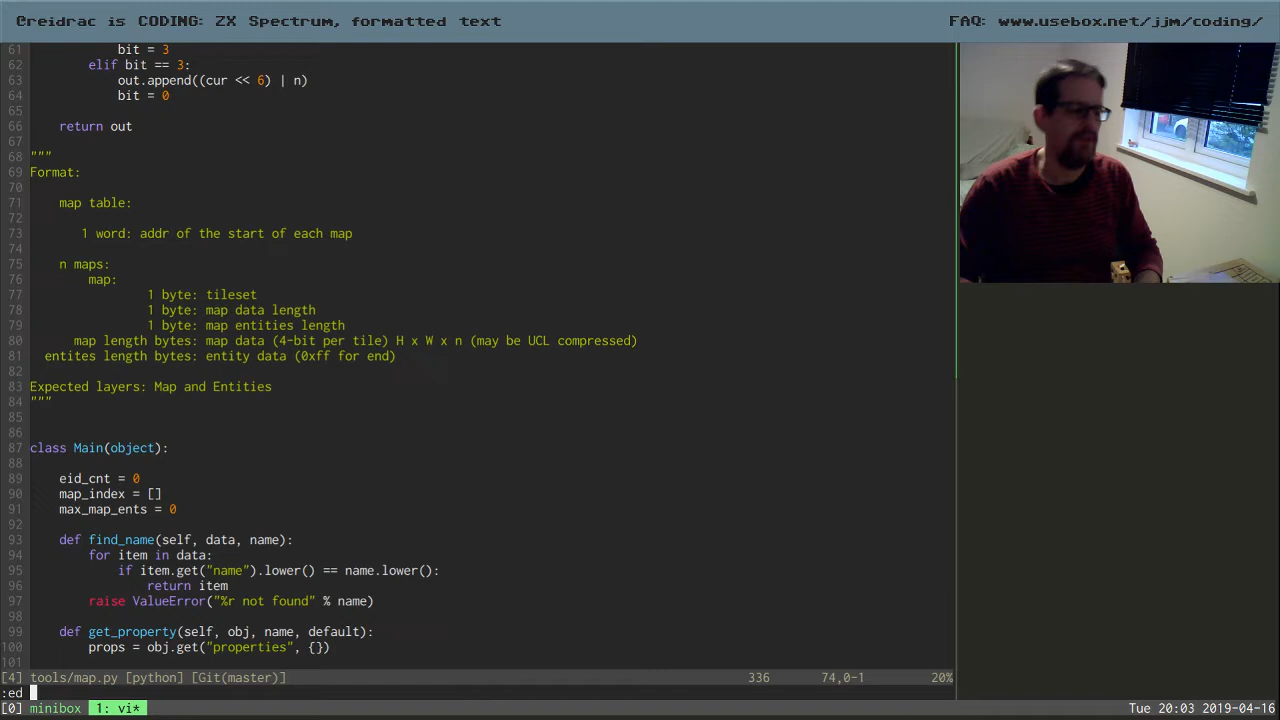 @reidrac is CODING: ZX Spectrum, formatted text FAQ: www.usebox.net/jjm/coding/
61 bit = 3
62 elif bit == 3:
63 out.append((cur << 6) | n)
64 bit = 0
65
66 return out
67
68 """
69 Format:
70
71 map table:
72
73 1 word: addr of the start of each map
74
75 n maps:
76 map:
77 1 byte: tileset
78 1 byte: map data length
79 1 byte: map entities length
80 map length bytes: map data (4-bit per tile) H x W x n (may be UCL compressed)
81 entites length bytes: entity data (0xff for end)
82
83 Expected layers: Map and Entities
84 """
85
86
87 class Main(object):
88
89 eid_cnt = 0
90 map_index = []
91 max_map_ents = 0
92
93 def find_name(self, data, name):
94 for item in data:
95 if item.get("name").lower() == name.lower():
96 return item
97 raise ValueError("%r not found" % name)
98
99 def get_property(self, obj, name, default):
100 props = obj.get("properties", {})
101
[4] tools/map.py [python] [Git(master)] 336 74,0-1 20%
:ed
[0] minibox 1: vi* Tue 20:03 2019-04-16